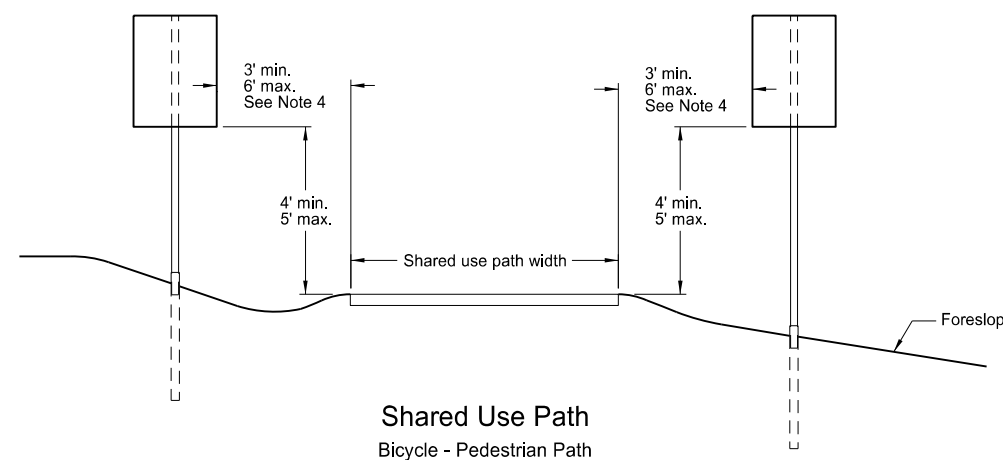 3' min.
6' max.
See Note 4
3' min.
6' max.
See Note 4
4' min.
5' max.
4' min.
5' max.
Shared use path width
Foreslop
Shared Use Path
Bicycle - Pedestrian Path